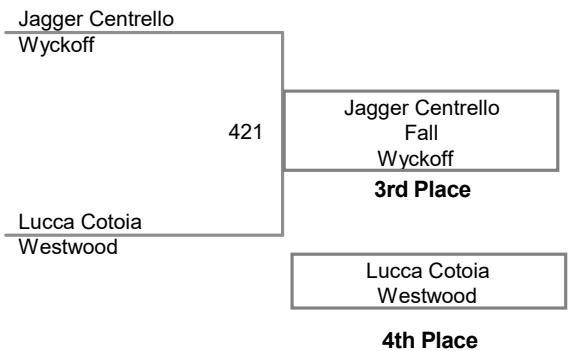 Jagger Centrello
Wyckoff
421
Jagger Centrello
Fall
Wyckoff
3rd Place
Lucca Cotoia
Westwood
Lucca Cotoia
Westwood
4th Place